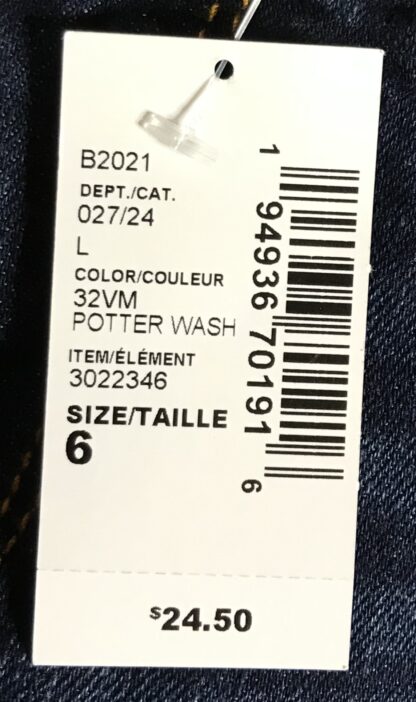 B2021
DEPT./CAT.
027/24
L
COLOR/COULEUR
32VM
POTTER WASH
ITEM/ÉLÉMENT
3022346
SIZE/TAILLE
6
1 94936 70191 6
$24.50